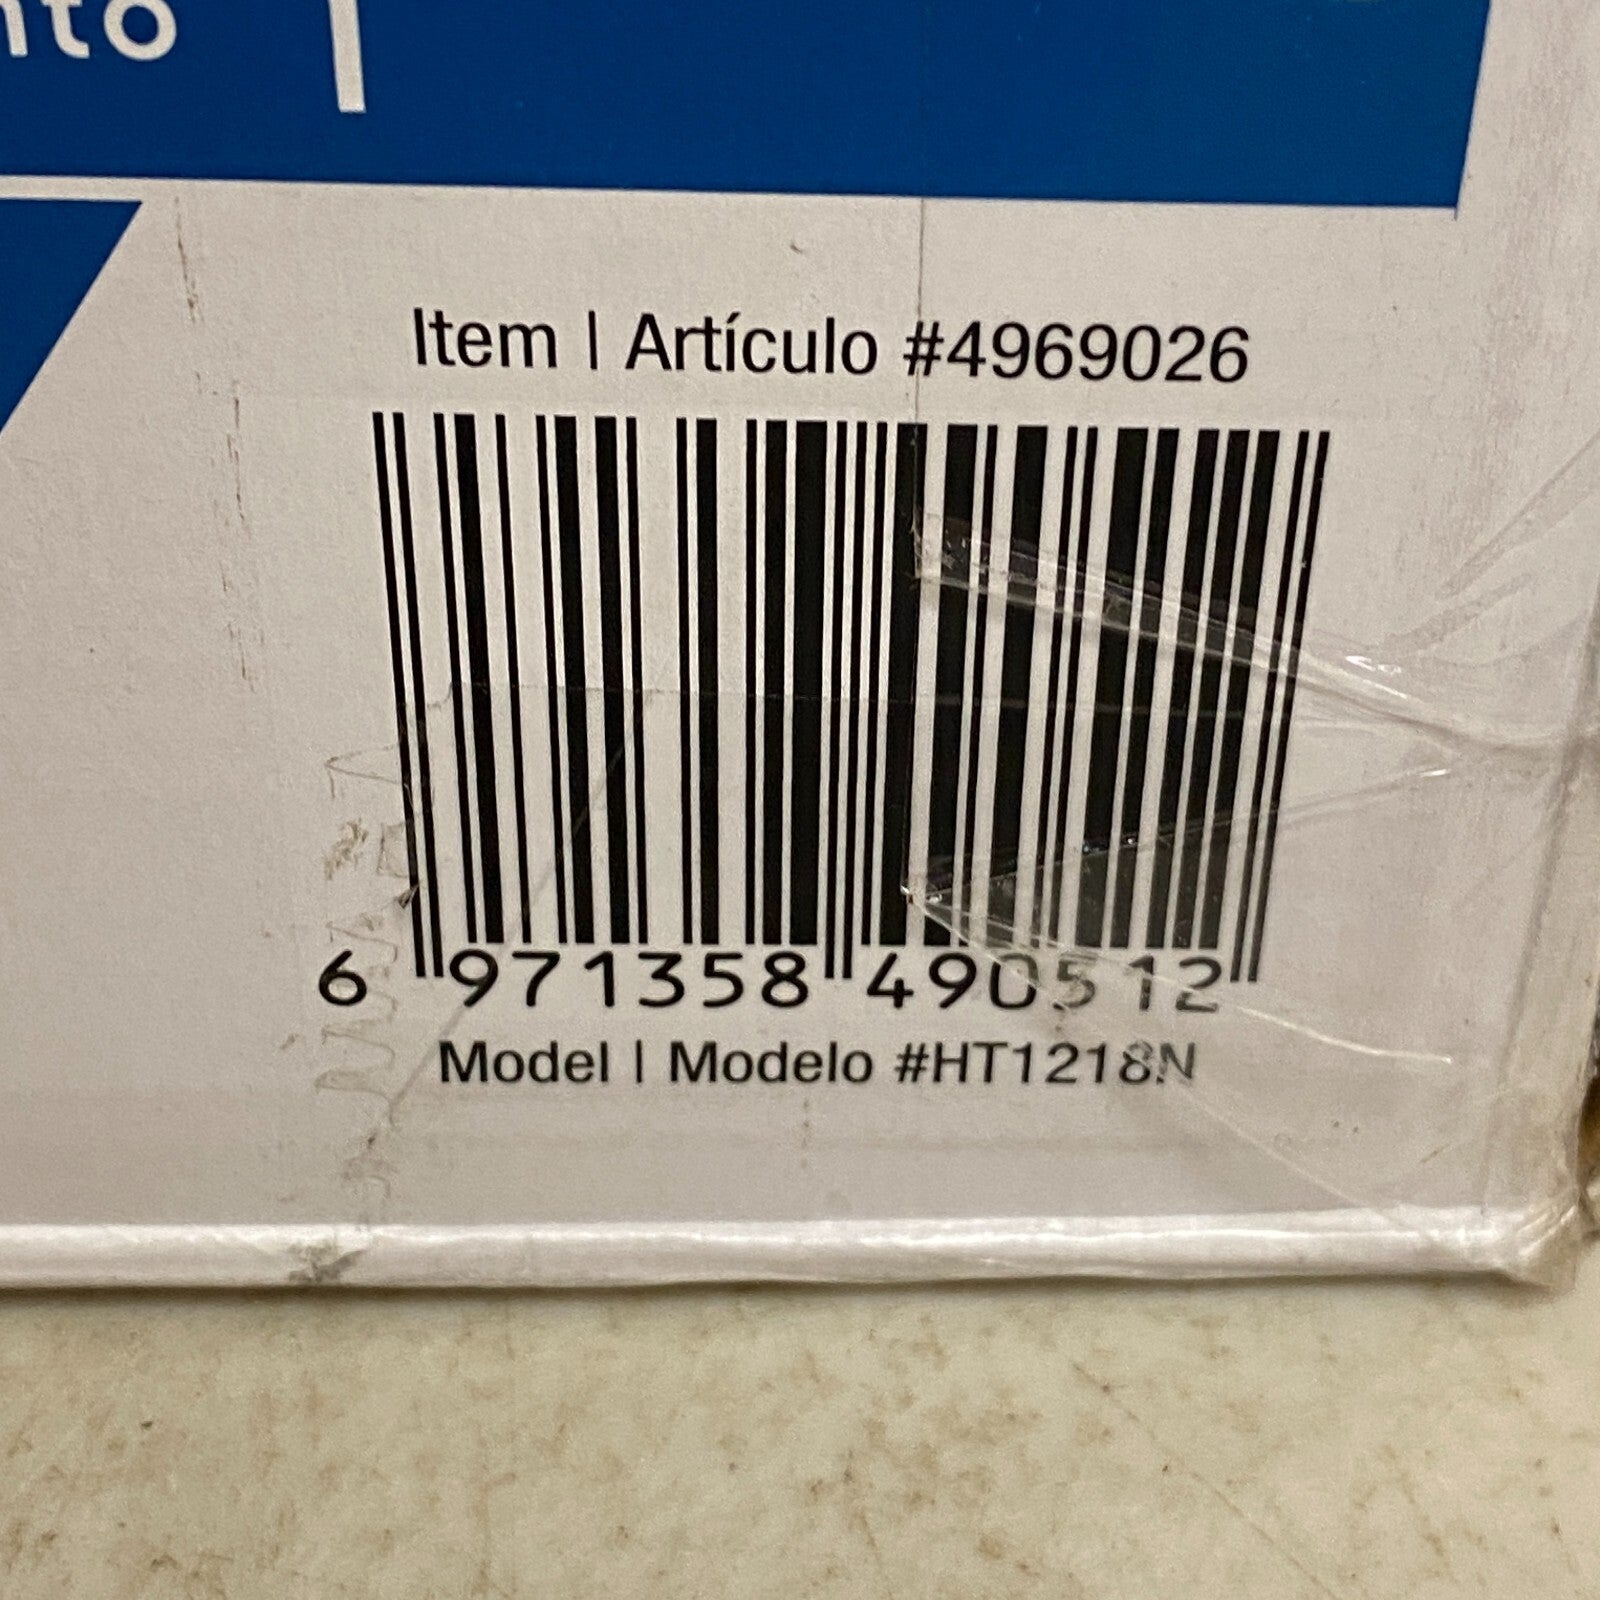 Item | Artículo #4969026
6 971358 490512
Model | Modelo #HT1218N